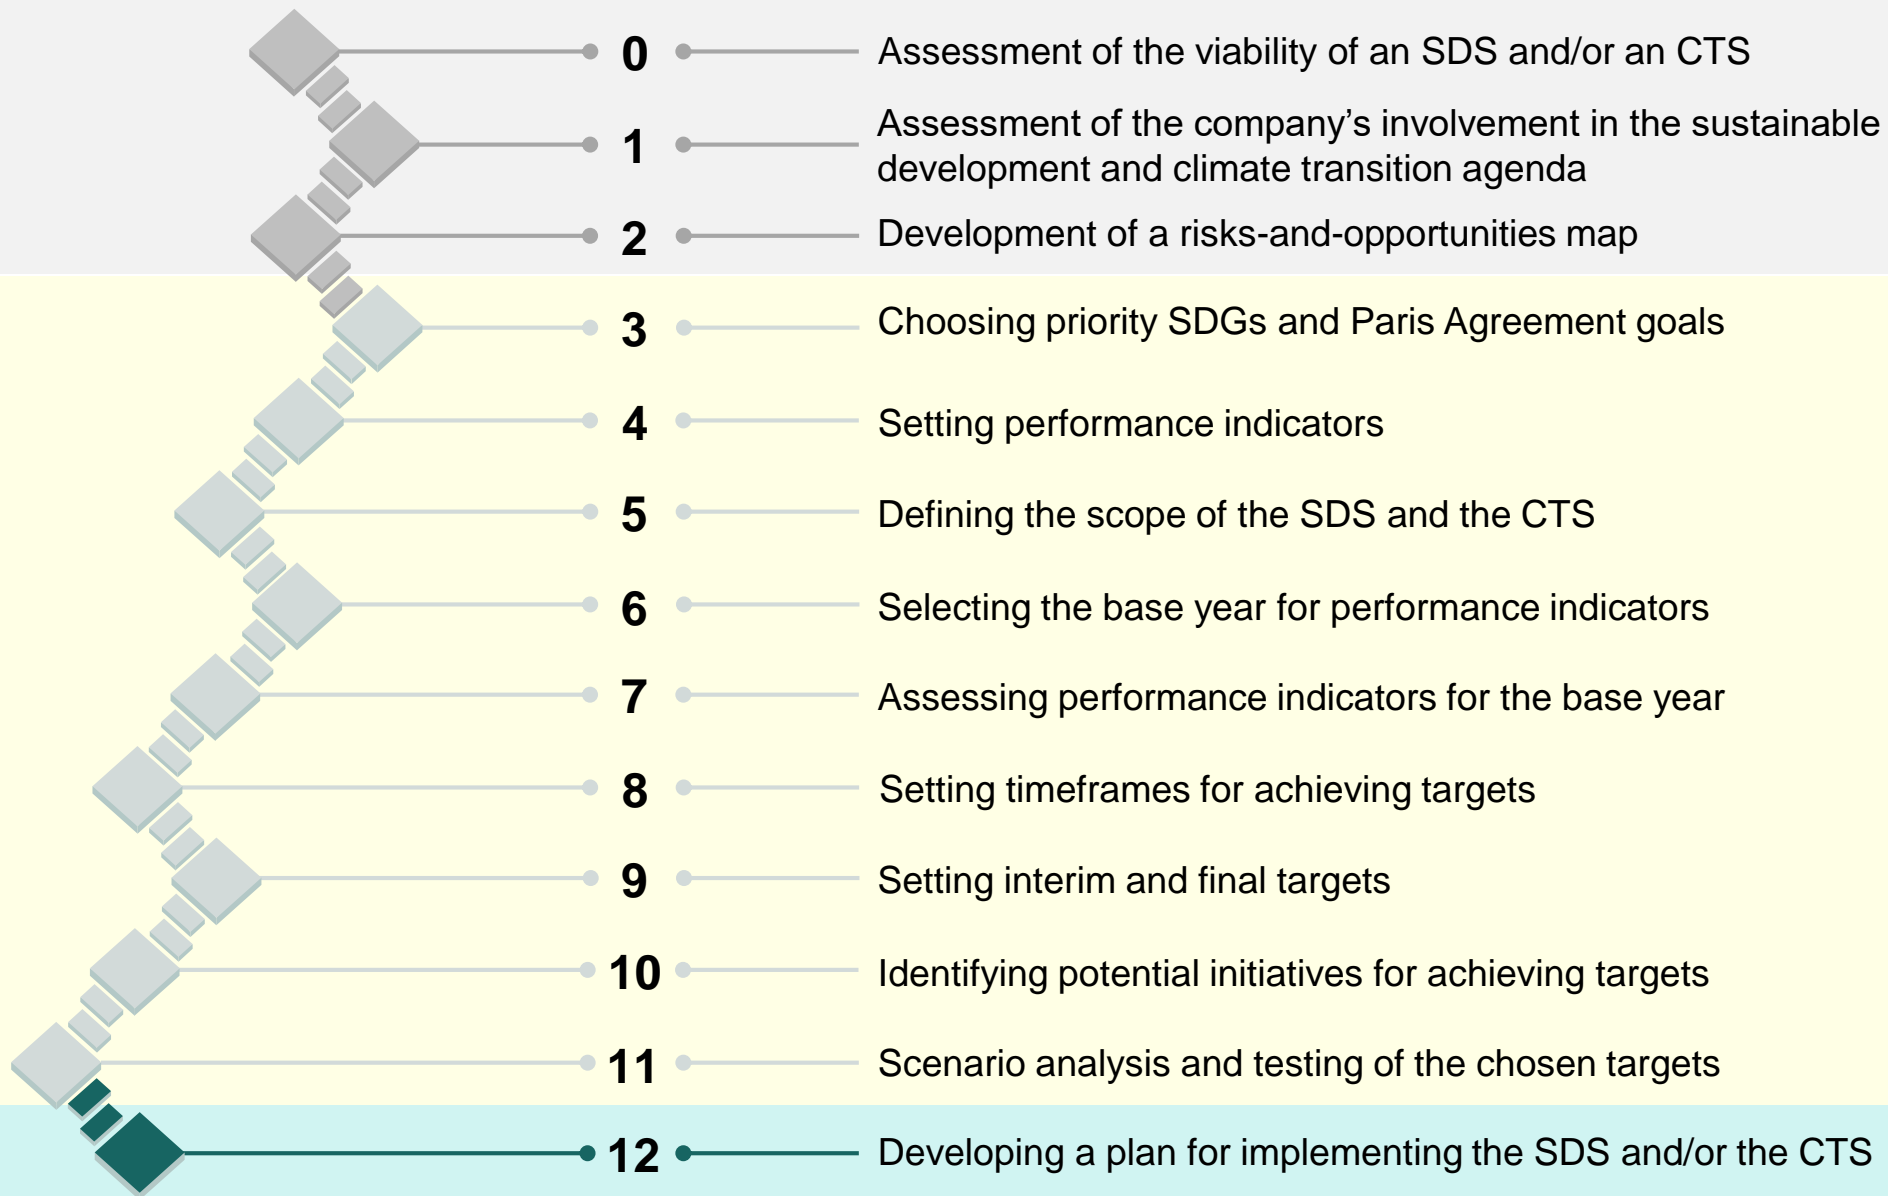 0 Assessment of the viability of an SDS and/or an CTS
1 Assessment of the company’s involvement in the sustainable
development and climate transition agenda
2 Development of a risks-and-opportunities map
3 Choosing priority SDGs and Paris Agreement goals
4 Setting performance indicators
5 Defining the scope of the SDS and the CTS
6 Selecting the base year for performance indicators
7 Assessing performance indicators for the base year
8 Setting timeframes for achieving targets
9 Setting interim and final targets
10 Identifying potential initiatives for achieving targets
11 Scenario analysis and testing of the chosen targets
12 Developing a plan for implementing the SDS and/or the CTS